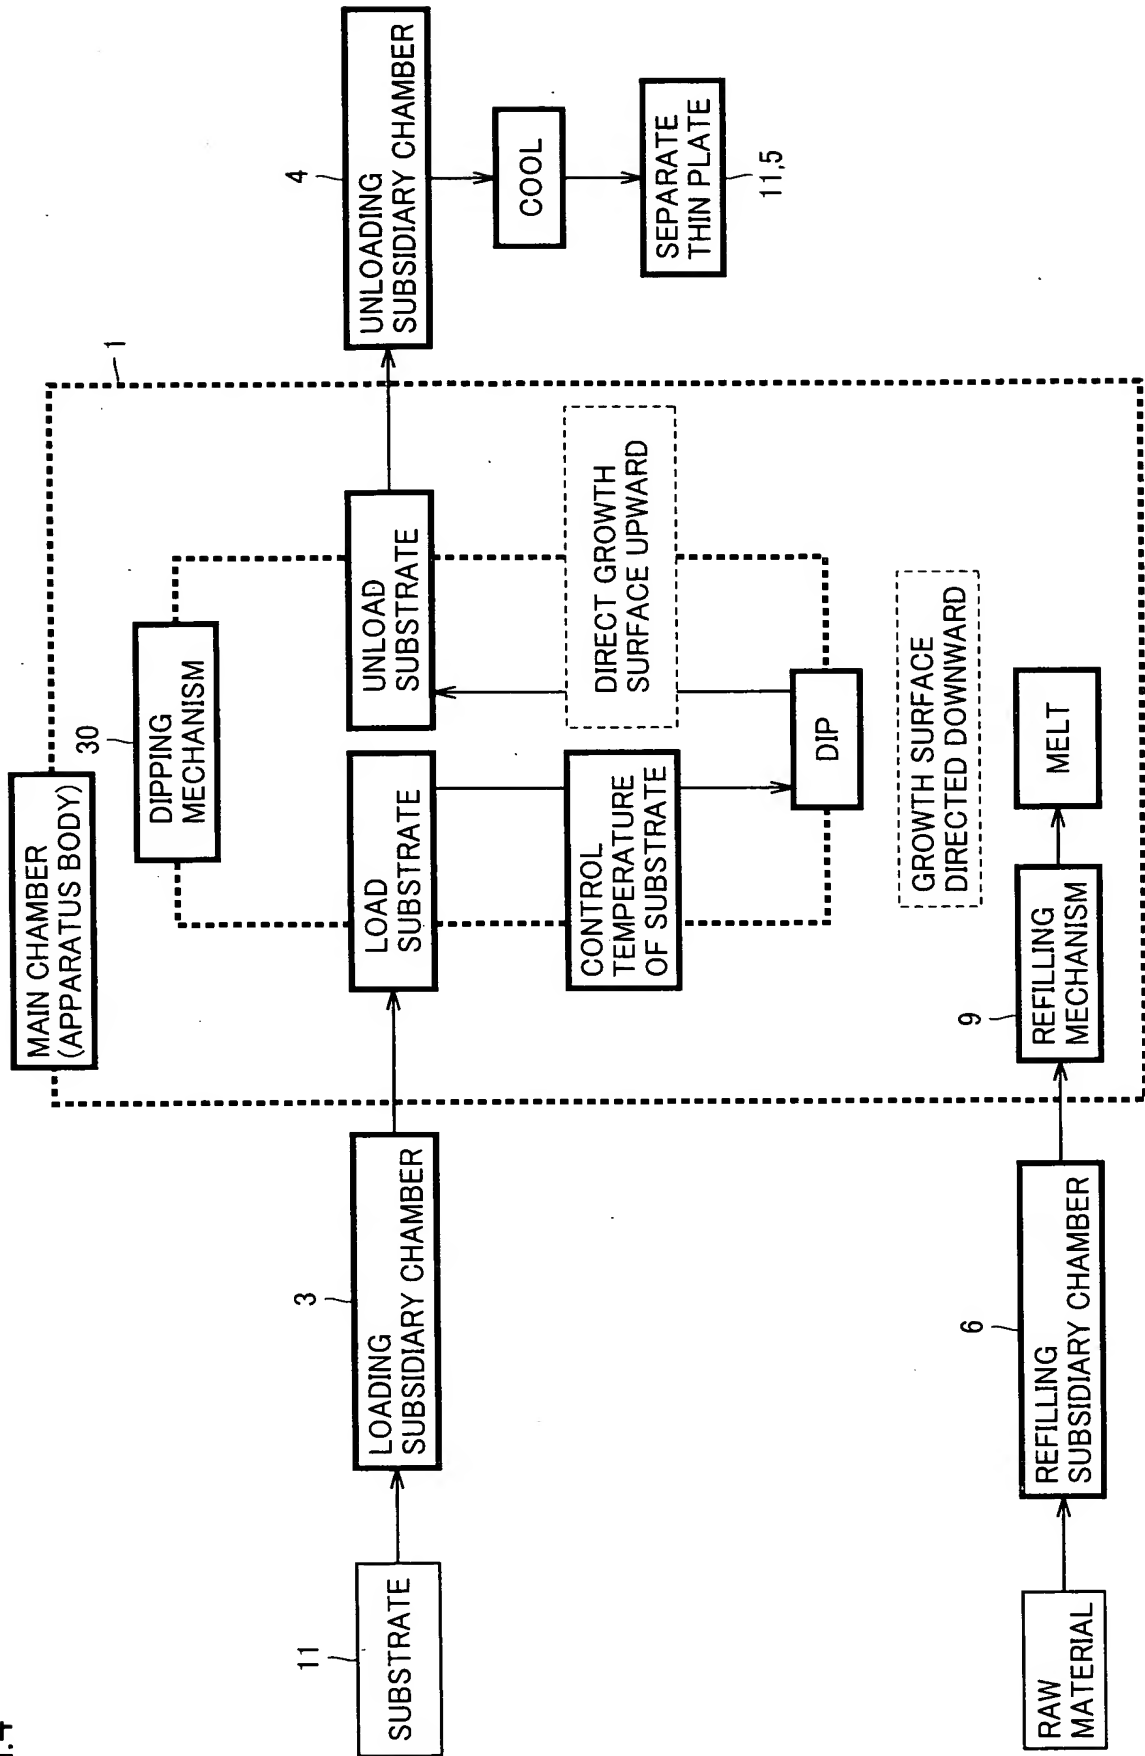 MAIN CHAMBER
(APPARATUS BODY)
1
30
DIPPING
MECHANISM
11
SUBSTRATE
3
LOADING
SUBSIDIARY CHAMBER
LOAD
SUBSTRATE
UNLOAD
SUBSTRATE
4
UNLOADING
SUBSIDIARY CHAMBER
CONTROL
TEMPERATURE
OF SUBSTRATE
DIRECT GROWTH
SURFACE UPWARD
COOL
DIP
SEPARATE
THIN PLATE
11,5
GROWTH SURFACE
DIRECTED DOWNWARD
RAW
MATERIAL
6
REFILLING
SUBSIDIARY CHAMBER
9
REFILLING
MECHANISM
MELT